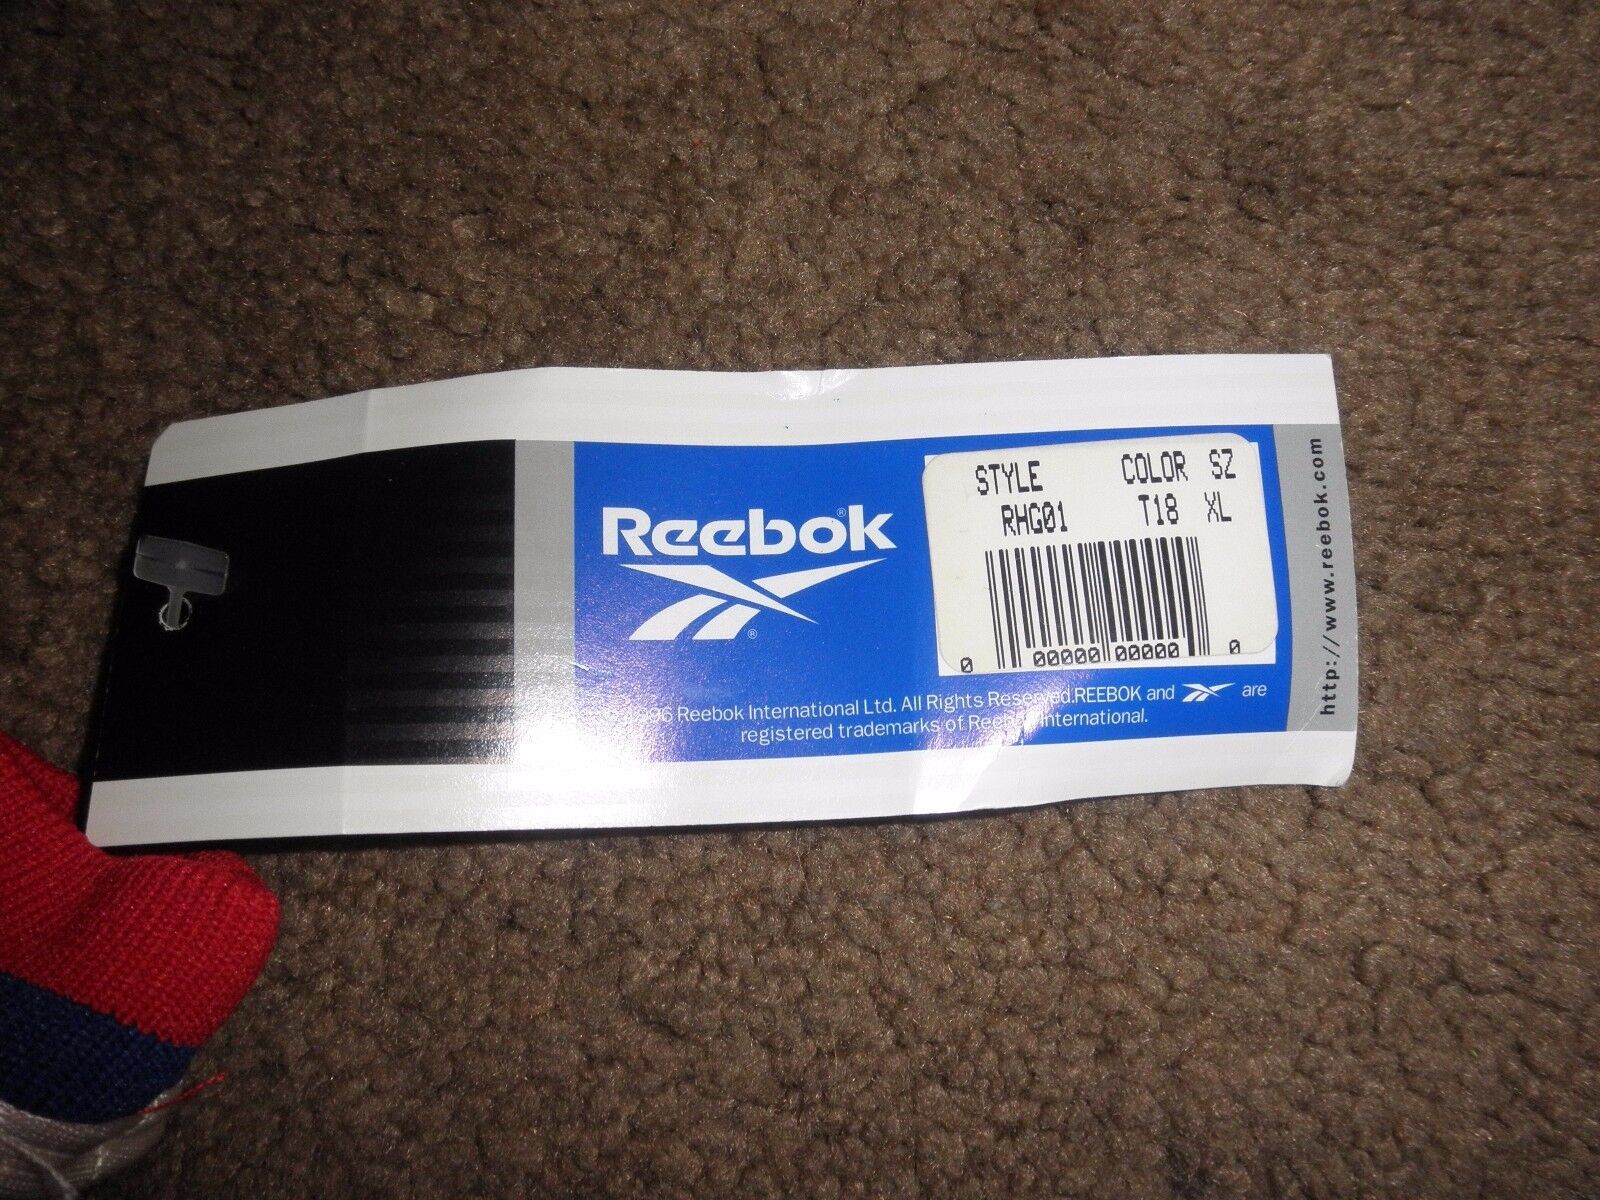 Reebok®
®
STYLE COLOR SZ
RHG01 T18 XL
0 00000 00000 0
Reebok International Ltd. All Rights Reserved.REEBOK and are
registered trademarks of Reebok International.
http://www.reebok.com